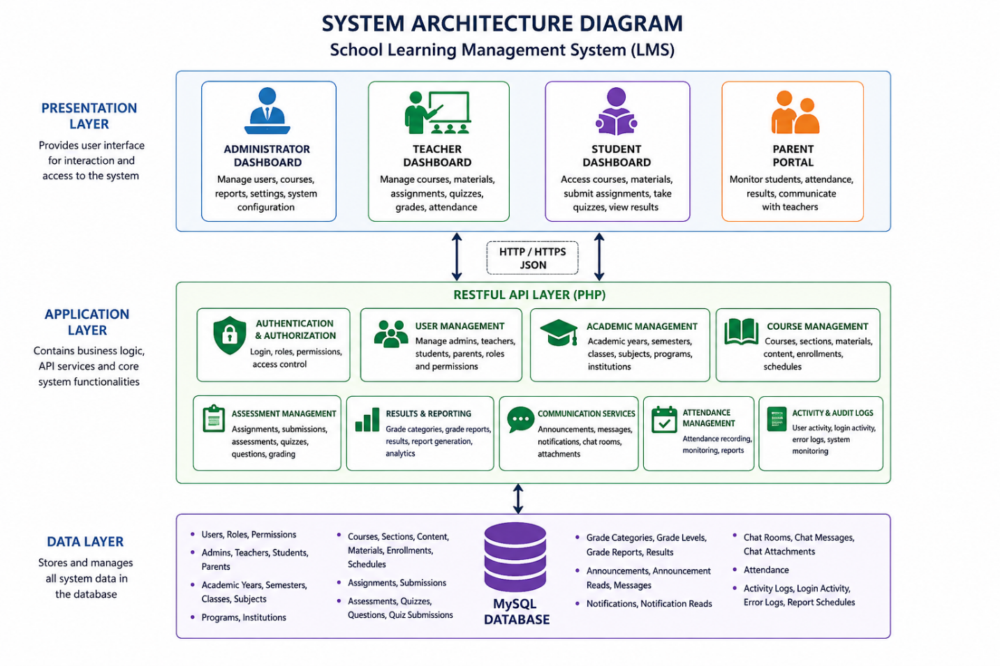 SYSTEM ARCHITECTURE DIAGRAM
School Learning Management System (LMS)
PRESENTATION
LAYER
Provides user interface
for interaction and
access to the system
ADMINISTRATOR
DASHBOARD
Manage users, courses,
reports, settings, system
configuration
TEACHER
DASHBOARD
Manage courses, materials,
assignments, quizzes,
grades, attendance
STUDENT
DASHBOARD
Access courses, materials,
submit assignments, take
quizzes, view results
PARENT
PORTAL
Monitor students, attendance,
results, communicate
with teachers
HTTP / HTTPS
JSON
APPLICATION
LAYER
Contains business logic,
API services and core
system functionalities
RESTFUL API LAYER (PHP)
AUTHENTICATION
& AUTHORIZATION
Login, roles, permissions,
access control
USER MANAGEMENT
Manage admins, teachers,
students, parents, roles
and permissions
ACADEMIC MANAGEMENT
Academic years, semesters,
classes, subjects, programs,
institutions
COURSE MANAGEMENT
Courses, sections, materials,
content, enrollments,
schedules
ASSESSMENT MANAGEMENT
Assignments, submissions,
assessments, quizzes,
questions, grading
RESULTS & REPORTING
Grade categories, grade reports,
results, report generation,
analytics
COMMUNICATION SERVICES
Announcements, messages,
notifications, chat rooms,
attachments
ATTENDANCE
MANAGEMENT
Attendance recording,
monitoring, reports
ACTIVITY & AUDIT LOGS
User activity, login activity,
error logs, system
monitoring
DATA LAYER
Stores and manages
all system data in
the database
• Users, Roles, Permissions
• Admins, Teachers, Students,
Parents
• Academic Years, Semesters,
Classes, Subjects
• Programs, Institutions
• Courses, Sections, Content,
Materials, Enrollments,
Schedules
• Assignments, Submissions
• Assessments, Quizzes,
Questions, Quiz Submissions
MySQL
DATABASE
• Grade Categories, Grade Levels,
Grade Reports, Results
• Announcements, Announcement
Reads, Messages
• Notifications, Notification Reads
• Chat Rooms, Chat Messages,
Chat Attachments
• Attendance
• Activity Logs, Login Activity,
Error Logs, Report Schedules